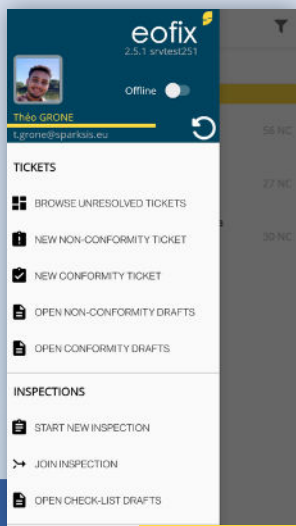 eofix
2.5.1 srvtest251
Offline
Théo GRONE
t.grone@sparksis.eu
56 NC
27 NC
30 NC
TICKETS
BROWSE UNRESOLVED TICKETS
NEW NON-CONFORMITY TICKET
NEW CONFORMITY TICKET
OPEN NON-CONFORMITY DRAFTS
OPEN CONFORMITY DRAFTS
INSPECTIONS
START NEW INSPECTION
JOIN INSPECTION
OPEN CHECK-LIST DRAFTS